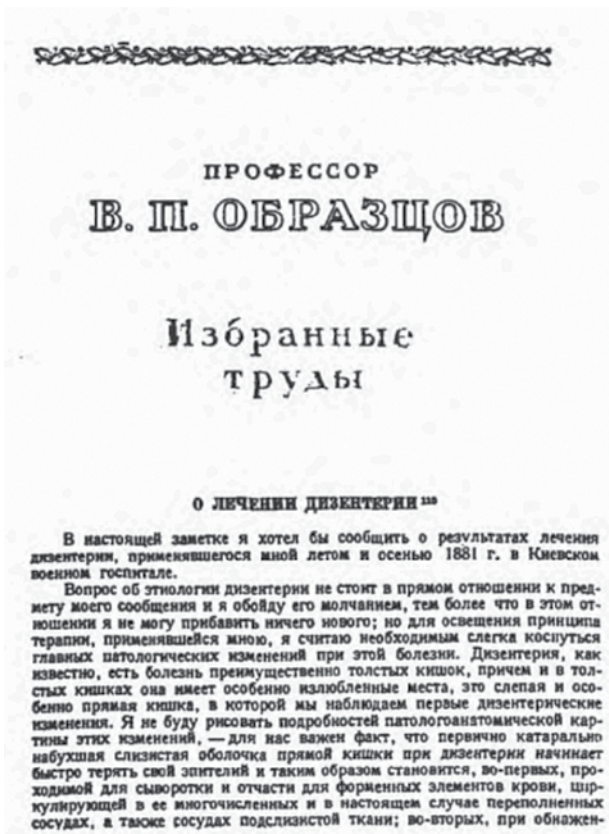 ПРОФЕССОР
В. П. ОБРАЗЦОВ
Избранные
труды
О ЛЕЧЕНИИ ДИЗЕНТЕРИИ
В настоящей заметке я хотел бы сообщить о результатах лечения
дизентерии, применявшегося мной летом и осенью 1881 г. в Киевском
военном госпитале.
Вопрос об этиологии дизентерии не стоит в прямом отношении к пред-
мету моего сообщения и я обойду его молчанием, тем более что в этом от-
ношении я не могу прибавить ничего нового; но для освещения принципа
терапии, применявшейся мною, я считаю необходимым слегка коснуться
главных патологических изменений при этой болезни. Дизентерия, как
известно, есть болезнь преимущественно толстых кишок, причем и в тол-
стых кишках она имеет особенно излюбленные места, это слепая и осо-
бенно прямая кишка, в которой мы наблюдаем первые дизентерические
изменения. Я не буду рисовать подробностей патологоанатомической кар-
тины этих изменений, — для нас важен факт, что первично катарально
набухшая слизистая оболочка прямой кишки при дизентерии начинает
быстро терять свой эпителий и таким образом становится, во-первых, про-
ходимой для сыворотки и отчасти для форменных элементов крови, цир-
кулирующей в ее многочисленных и в настоящем случае переполненных
сосудах, а также сосудах подслизистой ткани; во-вторых, при обнажен-